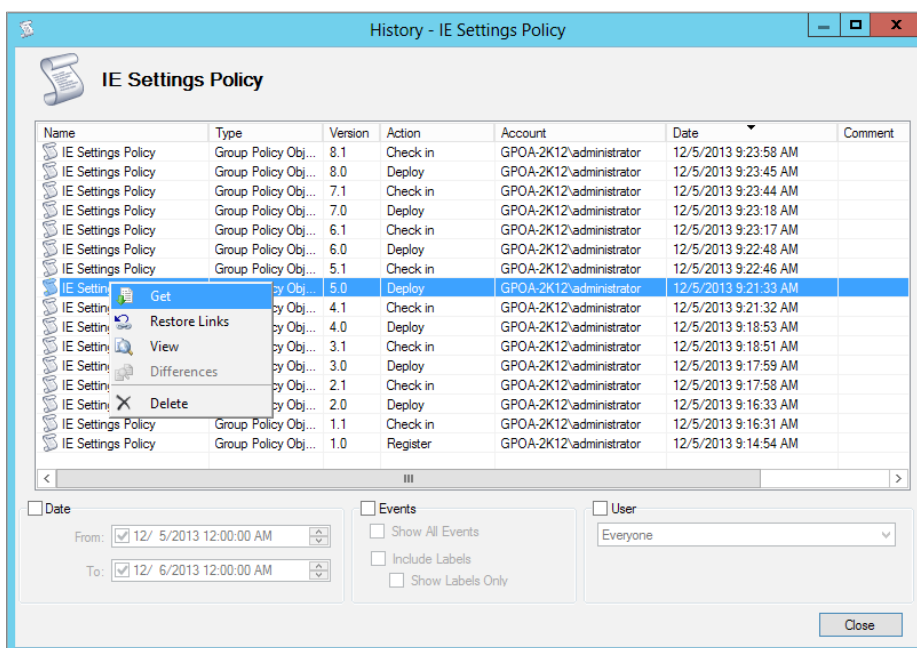 History - IE Settings Policy
IE Settings Policy
Name Type Version Action Account Date Comment
IE Settings Policy Group Policy Obj... 8.1 Check in GPOA-2K12\administrator 12/5/2013 9:23:58 AM
IE Settings Policy Group Policy Obj... 8.0 Deploy GPOA-2K12\administrator 12/5/2013 9:23:45 AM
IE Settings Policy Group Policy Obj... 7.1 Check in GPOA-2K12\administrator 12/5/2013 9:23:44 AM
IE Settings Policy Group Policy Obj... 7.0 Deploy GPOA-2K12\administrator 12/5/2013 9:23:18 AM
IE Settings Policy Group Policy Obj... 6.1 Check in GPOA-2K12\administrator 12/5/2013 9:23:17 AM
IE Settings Policy Group Policy Obj... 6.0 Deploy GPOA-2K12\administrator 12/5/2013 9:22:48 AM
IE Settings Policy Group Policy Obj... 5.1 Check in GPOA-2K12\administrator 12/5/2013 9:22:46 AM
IE Settin cy Obj... 5.0 Deploy GPOA-2K12\administrator 12/5/2013 9:21:33 AM
IE Settin cy Obj... 4.1 Check in GPOA-2K12\administrator 12/5/2013 9:21:32 AM
IE Settin cy Obj... 4.0 Deploy GPOA-2K12\administrator 12/5/2013 9:18:53 AM
IE Settin cy Obj... 3.1 Check in GPOA-2K12\administrator 12/5/2013 9:18:51 AM
IE Settin cy Obj... 3.0 Deploy GPOA-2K12\administrator 12/5/2013 9:17:59 AM
IE Settin cy Obj... 2.1 Check in GPOA-2K12\administrator 12/5/2013 9:17:58 AM
IE Settin cy Obj... 2.0 Deploy GPOA-2K12\administrator 12/5/2013 9:16:33 AM
IE Settings Policy Group Policy Obj... 1.1 Check in GPOA-2K12\administrator 12/5/2013 9:16:31 AM
IE Settings Policy Group Policy Obj... 1.0 Register GPOA-2K12\administrator 12/5/2013 9:14:54 AM
Get
Restore Links
View
Differences
Delete
Date
From: 12/ 5/2013 12:00:00 AM
To: 12/ 6/2013 12:00:00 AM
Events
Show All Events
Include Labels
Show Labels Only
User
Everyone
Close